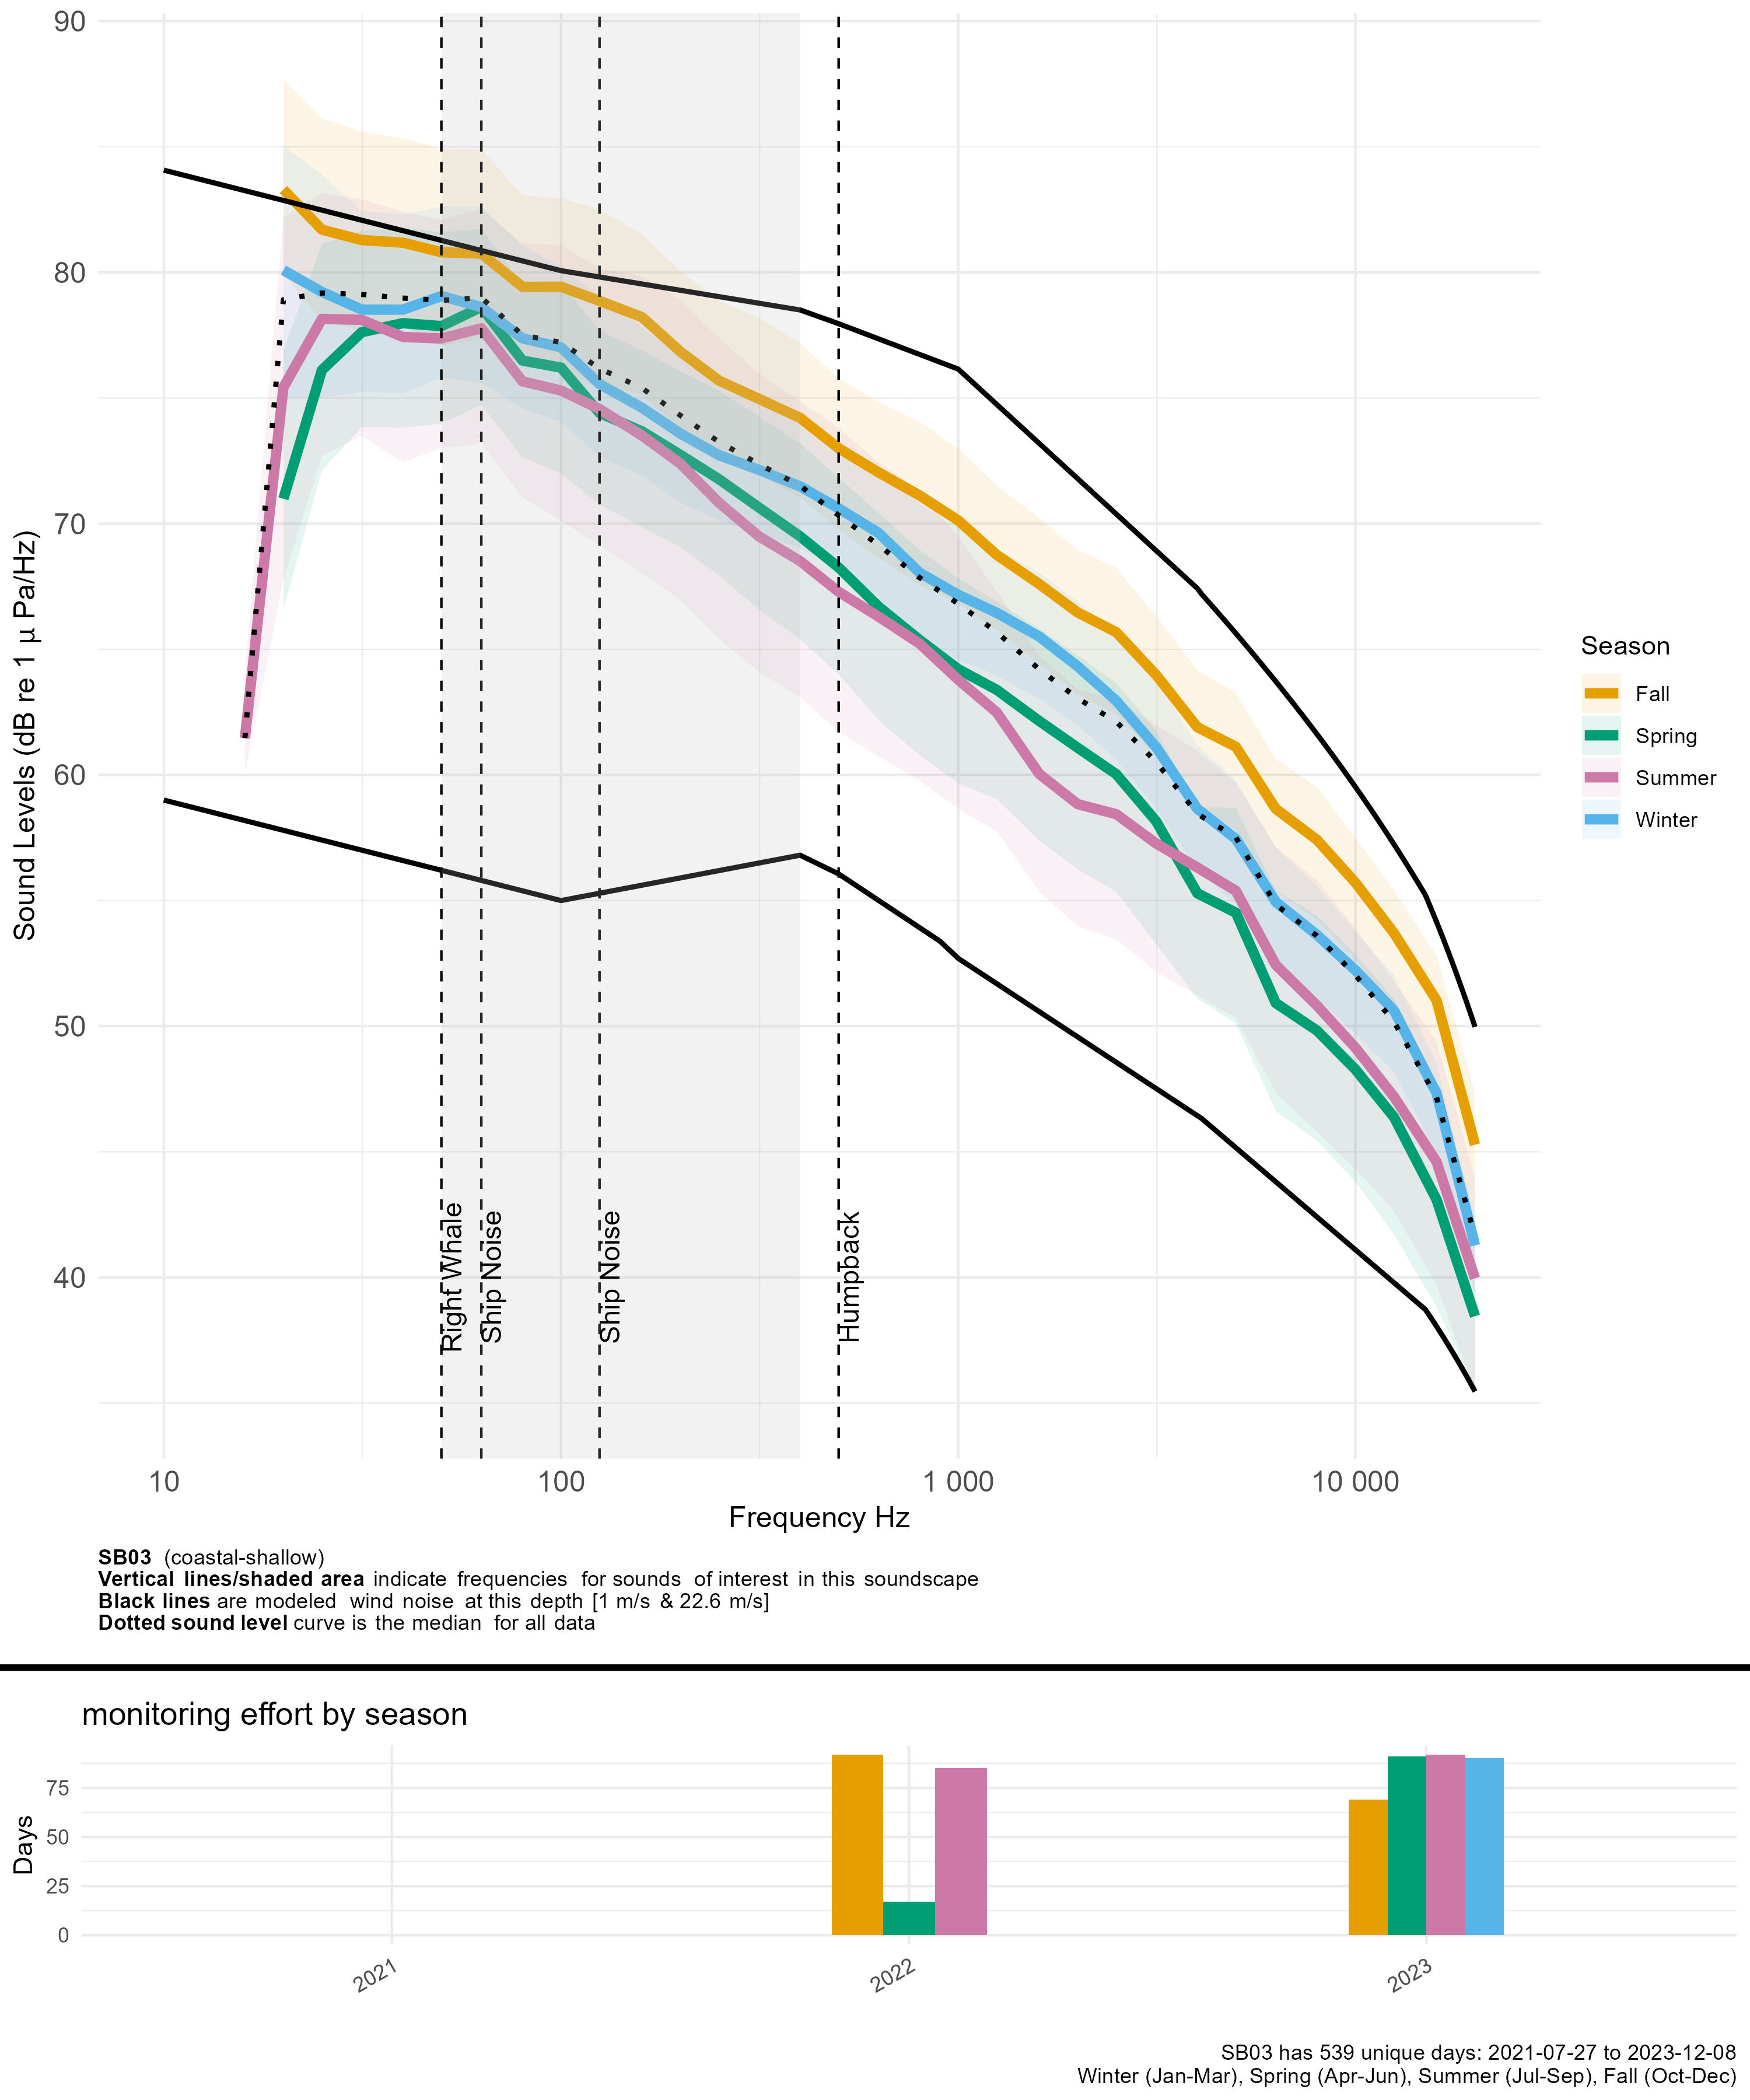 90
80
70
60
50
40
Sound Levels (dB re 1 µ Pa/Hz)
Right Whale
Ship Noise
Ship Noise
Humpback
10
100
1 000
10 000
Frequency Hz
Season
Fall
Spring
Summer
Winter
SB03 (coastal-shallow)
Vertical lines/shaded area indicate frequencies for sounds of interest in this soundscape
Black lines are modeled wind noise at this depth [1 m/s & 22.6 m/s]
Dotted sound level curve is the median for all data
monitoring effort by season
75
50
25
0
Days
2021
2022
2023
SB03 has 539 unique days: 2021-07-27 to 2023-12-08
Winter (Jan-Mar), Spring (Apr-Jun), Summer (Jul-Sep), Fall (Oct-Dec)